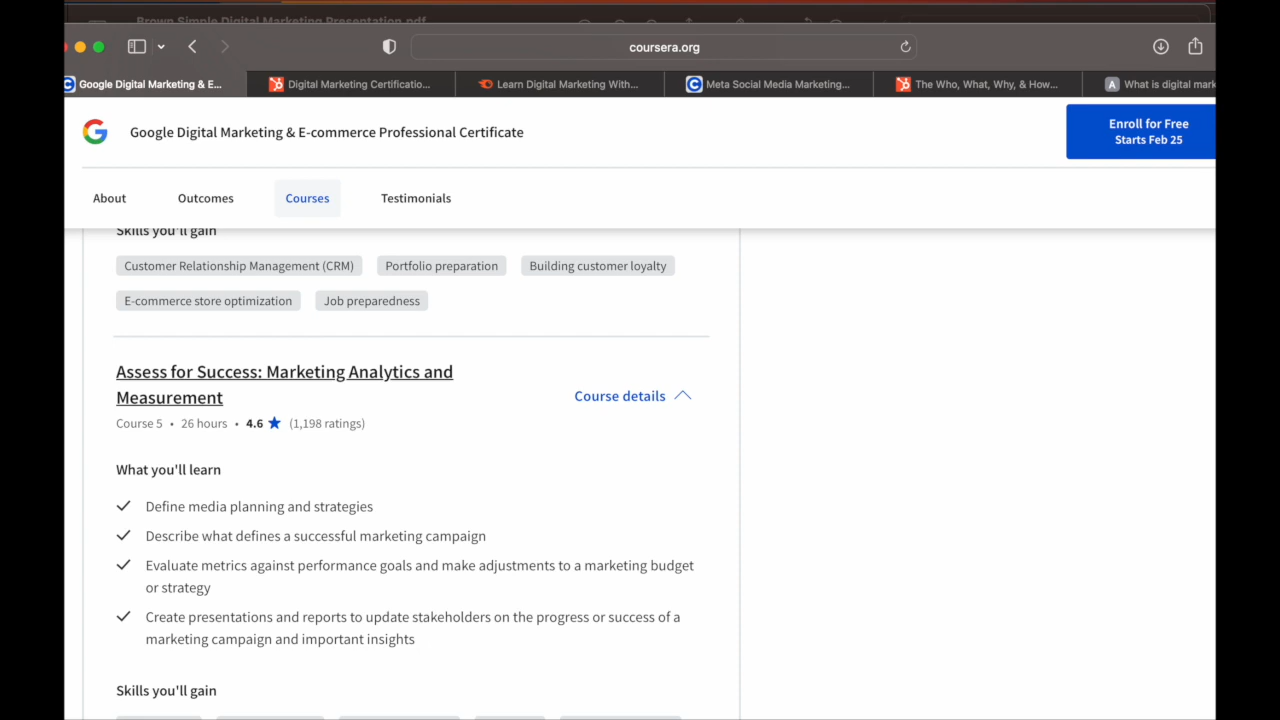 Brown Simple Digital Marketing Presentation.pdf
coursera.org
Google Digital Marketing & E...
Digital Marketing Certificatio...
Learn Digital Marketing With...
Meta Social Media Marketing...
The Who, What, Why, & How...
A What is digital mark
Google Digital Marketing & E-commerce Professional Certificate
Enroll for Free
Starts Feb 25
About Outcomes Courses Testimonials
Skills you'll gain
Customer Relationship Management (CRM) Portfolio preparation Building customer loyalty
E-commerce store optimization Job preparedness
Assess for Success: Marketing Analytics and
Measurement
Course details
Course 5 • 26 hours • 4.6 ★ (1,198 ratings)
What you'll learn
Define media planning and strategies
Describe what defines a successful marketing campaign
Evaluate metrics against performance goals and make adjustments to a marketing budget
or strategy
Create presentations and reports to update stakeholders on the progress or success of a
marketing campaign and important insights
Skills you'll gain